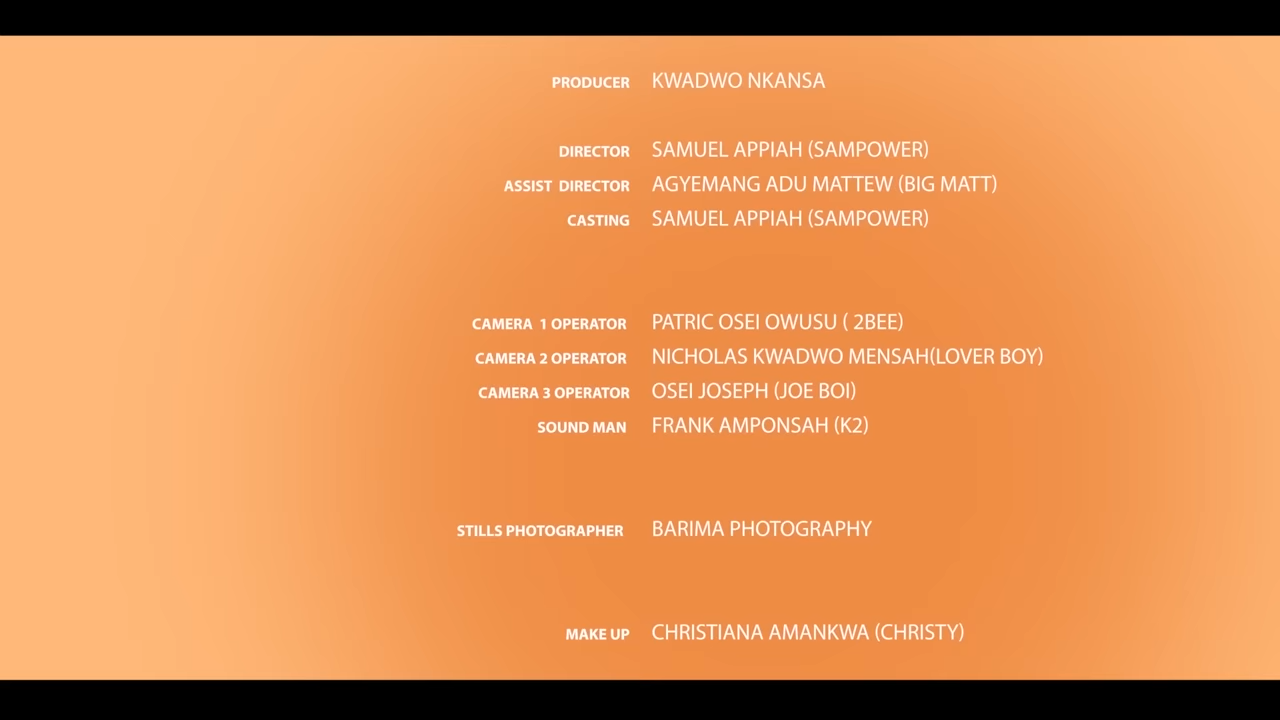 PRODUCER KWADWO NKANSA
DIRECTOR SAMUEL APPIAH (SAMPOWER)
ASSIST DIRECTOR AGYEMANG ADU MATTEW (BIG MATT)
CASTING SAMUEL APPIAH (SAMPOWER)
CAMERA 1 OPERATOR PATRIC OSEI OWUSU ( 2BEE)
CAMERA 2 OPERATOR NICHOLAS KWADWO MENSAH(LOVER BOY)
CAMERA 3 OPERATOR OSEI JOSEPH (JOE BOI)
SOUND MAN FRANK AMPONSAH (K2)
STILLS PHOTOGRAPHER BARIMA PHOTOGRAPHY
MAKE UP CHRISTIANA AMANKWA (CHRISTY)